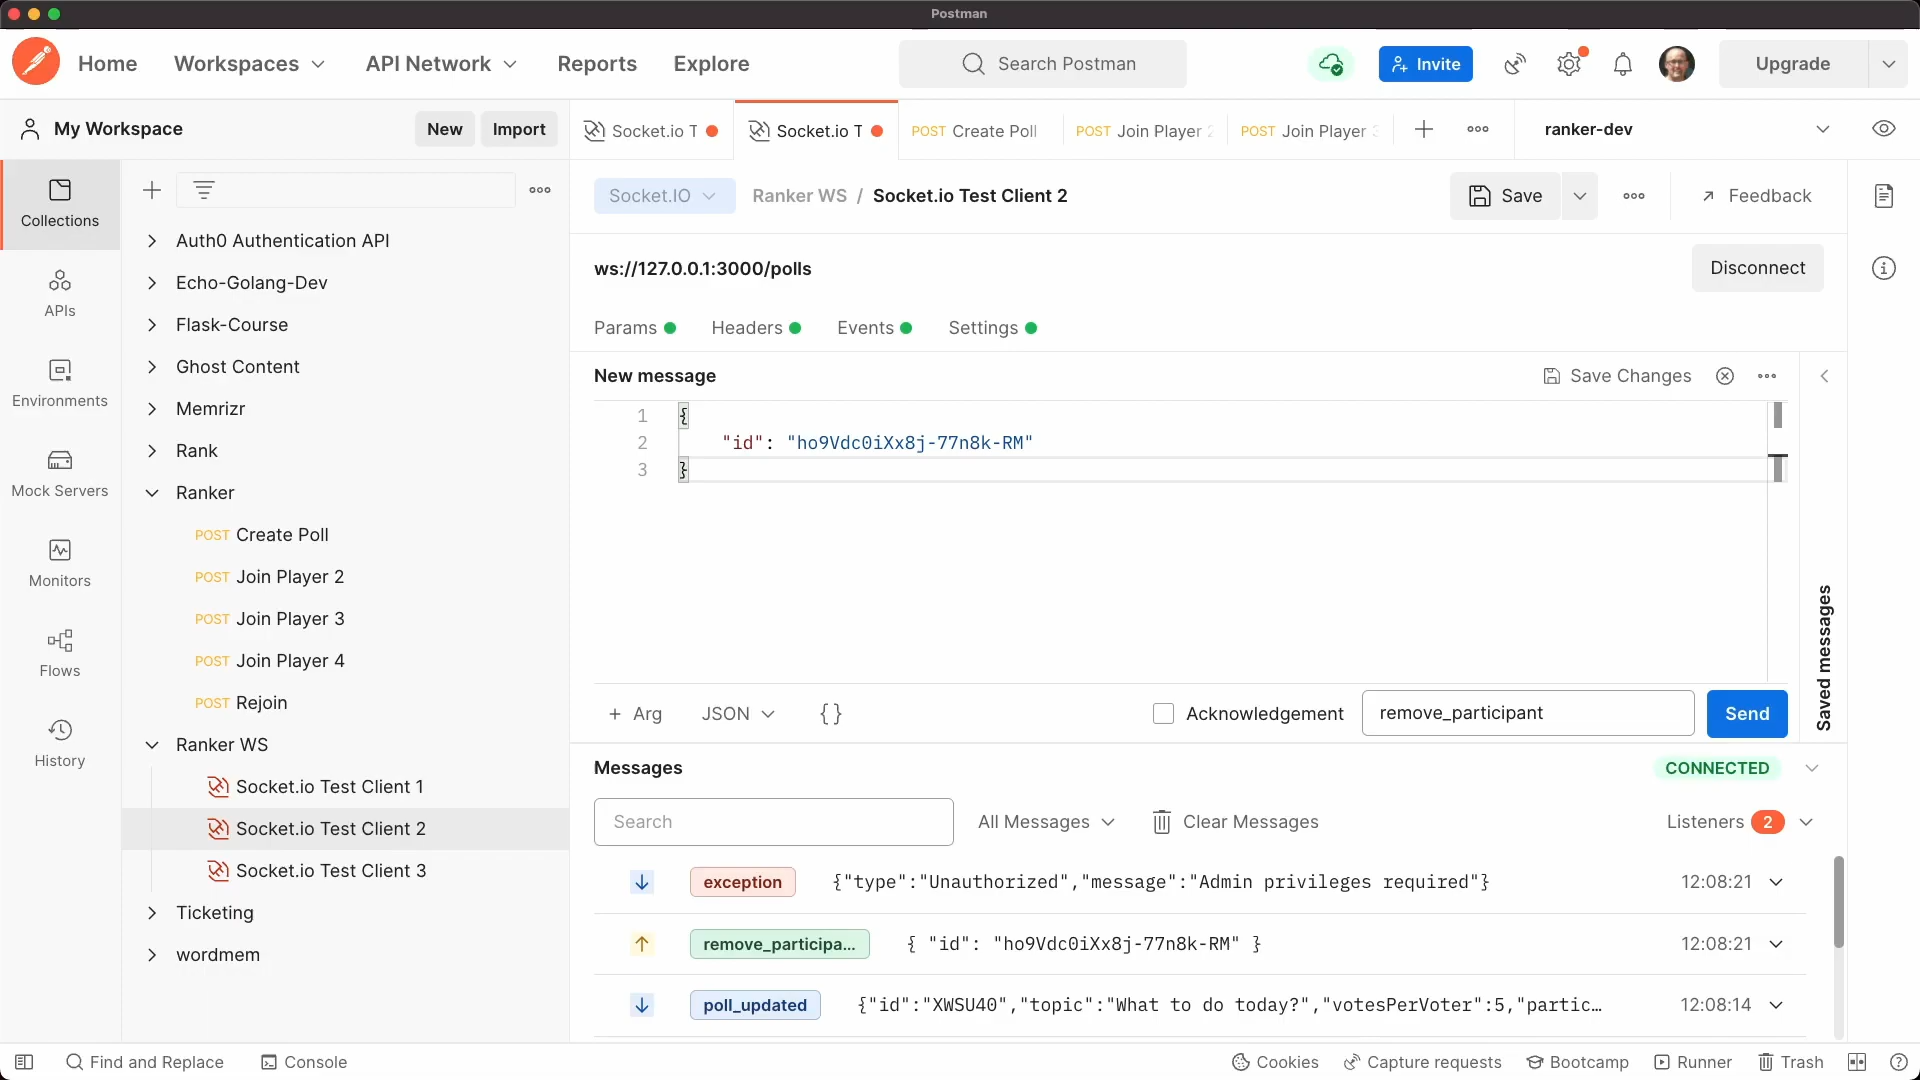 Postman
Home
Workspaces
API Network
Reports
Explore
Search Postman
Invite
Upgrade
My Workspace
New
Import
Socket.io T
Socket.io T
POST Create Poll
POST Join Player 2
POST Join Player 3
ranker-dev
Collections
APIs
Environments
Mock Servers
Monitors
Flows
History
Auth0 Authentication API
Echo-Golang-Dev
Flask-Course
Ghost Content
Memrizr
Rank
Ranker
POST Create Poll
POST Join Player 2
POST Join Player 3
POST Join Player 4
POST Rejoin
Ranker WS
Socket.io Test Client 1
Socket.io Test Client 2
Socket.io Test Client 3
Ticketing
wordmem
Socket.IO
Ranker WS / Socket.io Test Client 2
Save
Feedback
ws://127.0.0.1:3000/polls
Disconnect
Params
Headers
Events
Settings
New message
Save Changes
1 {
2 "id": "ho9Vdc0iXx8j-77n8k-RM"
3 }
Saved messages
+ Arg
JSON
{}
Acknowledgement
remove_participant
Send
Messages
CONNECTED
Search
All Messages
Clear Messages
Listeners 2
exception {"type":"Unauthorized","message":"Admin privileges required"} 12:08:21
remove_participa... { "id": "ho9Vdc0iXx8j-77n8k-RM" } 12:08:21
poll_updated {"id":"XWSU40","topic":"What to do today?","votesPerVoter":5,"partic… 12:08:14
Find and Replace
Console
Cookies
Capture requests
Bootcamp
Runner
Trash